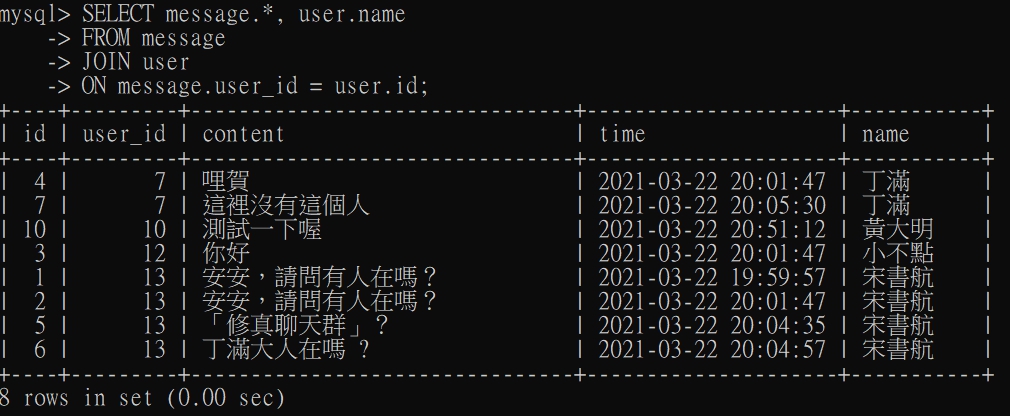 mysql> SELECT message.*, user.name
    -> FROM message
    -> JOIN user
    -> ON message.user_id = user.id;
+----+---------+--------------------------------+---------------------+-----------+
| id | user_id | content                        | time                | name      |
+----+---------+--------------------------------+---------------------+-----------+
|  4 |       7 | 哩賀                           | 2021-03-22 20:01:47 | 丁滿      |
|  7 |       7 | 這裡沒有這個人                 | 2021-03-22 20:05:30 | 丁滿      |
| 10 |      10 | 測試一下喔                     | 2021-03-22 20:51:12 | 黃大明    |
|  3 |      12 | 你好                           | 2021-03-22 20:01:47 | 小不點    |
|  1 |      13 | 安安，請問有人在嗎？           | 2021-03-22 19:59:57 | 宋書航    |
|  2 |      13 | 安安，請問有人在嗎？           | 2021-03-22 20:01:47 | 宋書航    |
|  5 |      13 | 「修真聊天群」？               | 2021-03-22 20:04:35 | 宋書航    |
|  6 |      13 | 丁滿大人在嗎 ?                 | 2021-03-22 20:04:57 | 宋書航    |
+----+---------+--------------------------------+---------------------+-----------+
8 rows in set (0.00 sec)